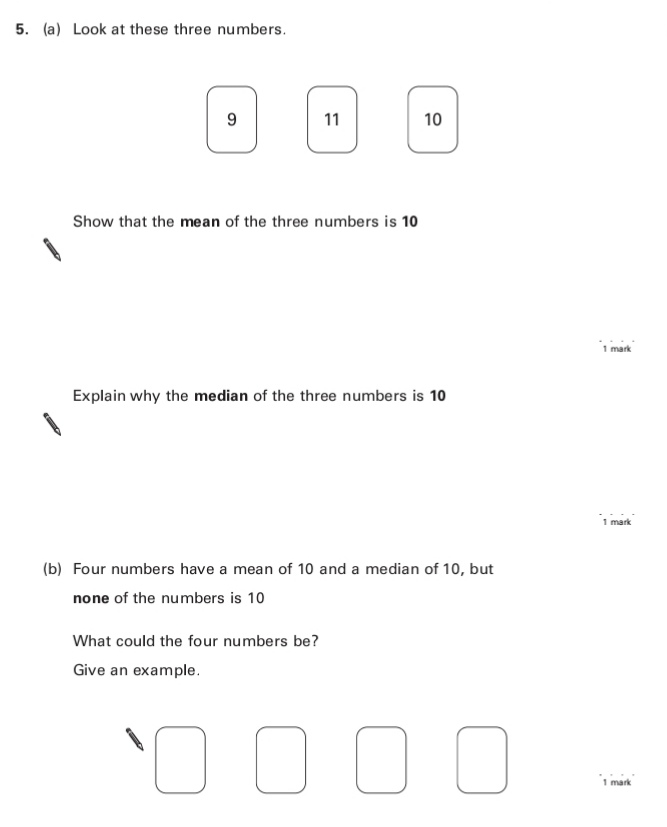 5. (a) Look at these three numbers.
9 11 10
Show that the mean of the three numbers is 10
1 mark
Explain why the median of the three numbers is 10
1 mark
(b) Four numbers have a mean of 10 and a median of 10, but
none of the numbers is 10
What could the four numbers be?
Give an example.
1 mark